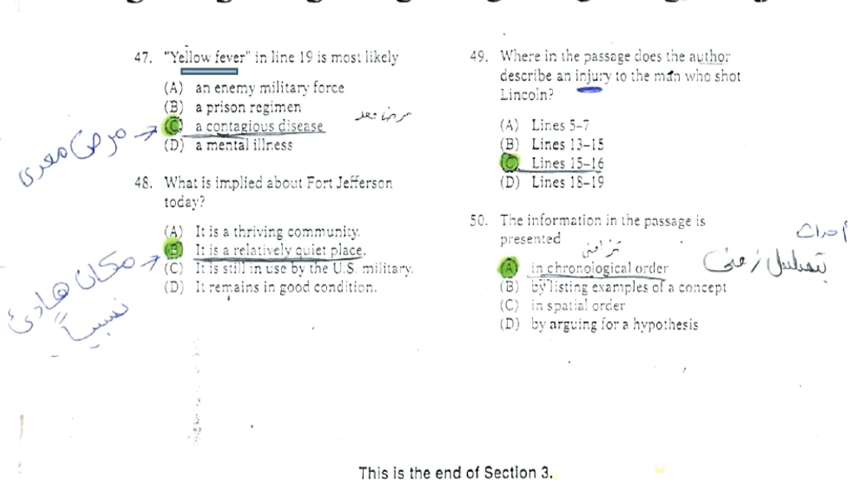 47. "Yellow fever" in line 19 is most likely
(A) an enemy military force
(B) a prison regimen
(C) a contagious disease
مرض معد
مرض معدي
(D) a mental illness
48. What is implied about Fort Jefferson
today?
(A) It is a thriving community.
(B) It is a relatively quiet place.
مكان هادئ
نسبياً
(C) It is still in use by the U.S. military.
(D) It remains in good condition.
49. Where in the passage does the author
describe an injury to the man who shot
Lincoln?
(A) Lines 5-7
(B) Lines 13-15
(C) Lines 15-16
(D) Lines 18-19
50. The information in the passage is
presented
أحداث
بتسلسل زمني
(A) in chronological order
(B) by listing examples of a concept
(C) in spatial order
(D) by arguing for a hypothesis
This is the end of Section 3.